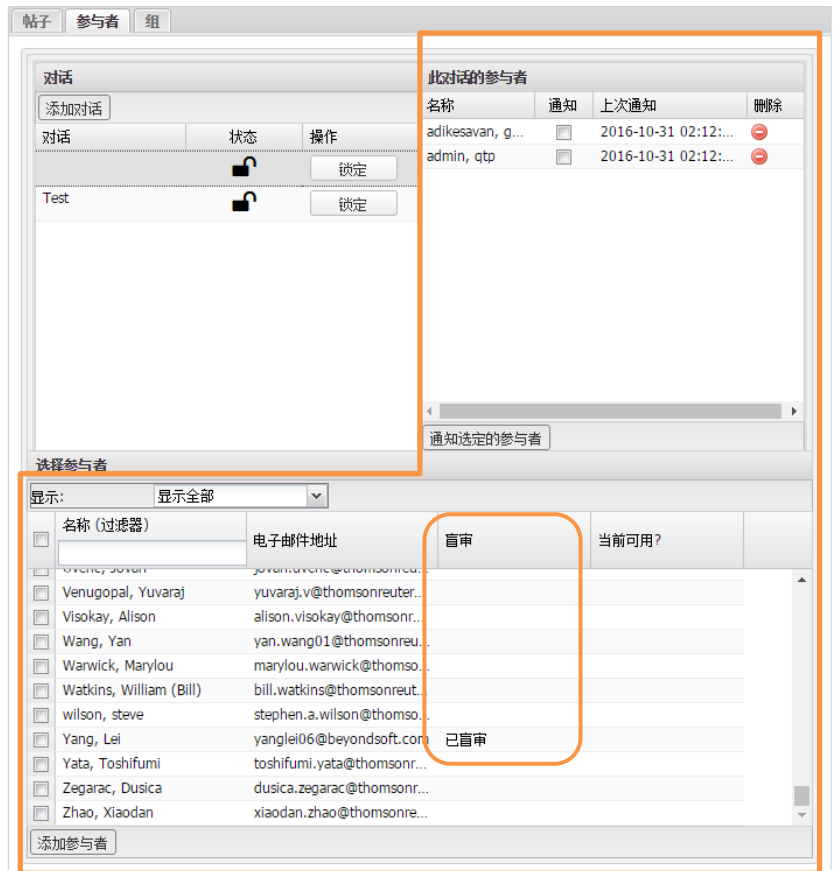 帖子 参与者 组
对话
添加对话
对话 状态 操作
锁定
Test 锁定
此对话的参与者
名称 通知 上次通知 删除
adikesavan, g... 2016-10-31 02:12:...
admin, qtp 2016-10-31 02:12:...
通知选定的参与者
选择参与者
显示: 显示全部
名称 (过滤器) 电子邮件地址 盲审 当前可用?
Venugopal, Yuvaraj yuvaraj.v@thomsonreuter...
Visokay, Alison alison.visokay@thomsonr...
Wang, Yan yan.wang01@thomsonreu...
Warwick, Marylou marylou.warwick@thomso...
Watkins, William (Bill) bill.watkins@thomsonreut...
wilson, steve stephen.a.wilson@thomso...
Yang, Lei yanglei06@beyondsoft.com 已盲审
Yata, Toshifumi toshifumi.yata@thomsonr...
Zegarac, Dusica dusica.zegarac@thomsonr...
Zhao, Xiaodan xiaodan.zhao@thomsonre...
添加参与者